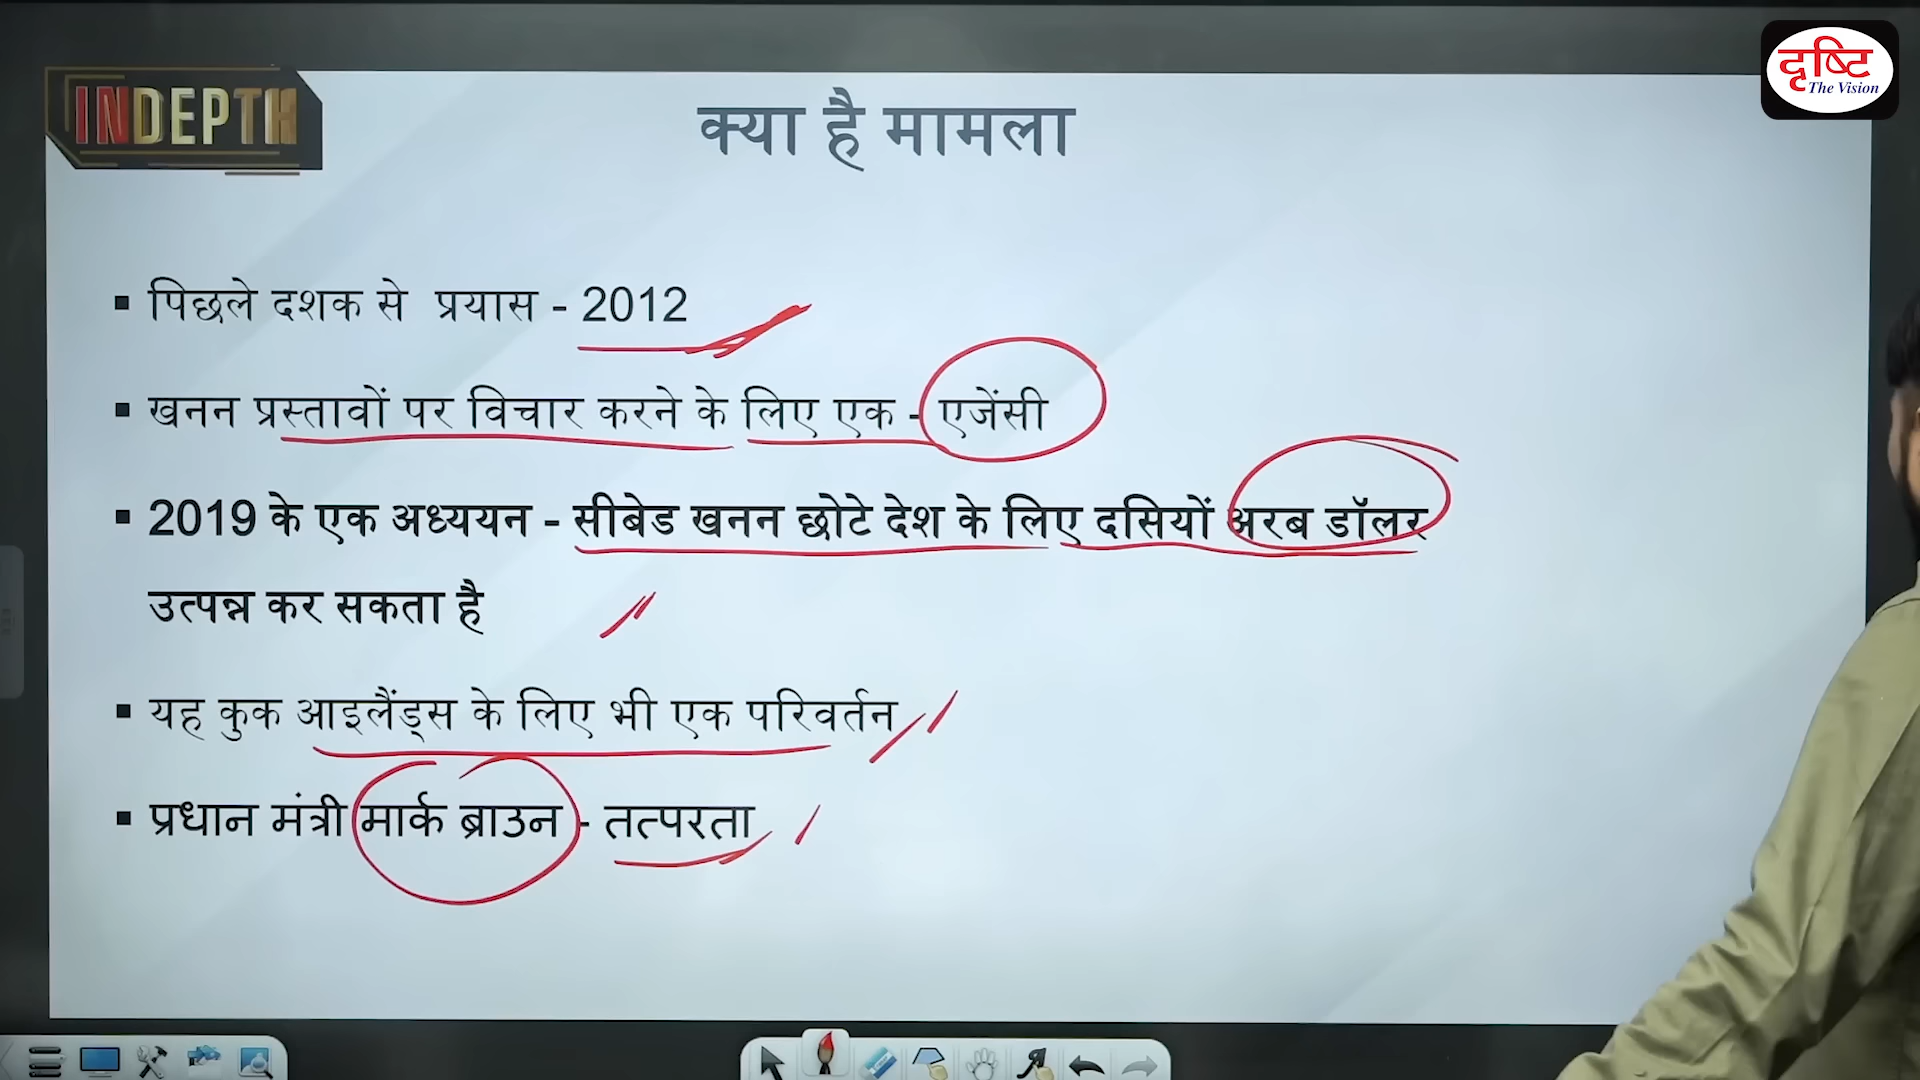 INDEPTH
दृष्टि
The Vision
क्या है मामला
▪ पिछले दशक से प्रयास - 2012
▪ खनन प्रस्तावों पर विचार करने के लिए एक - एजेंसी
▪ 2019 के एक अध्ययन - सीबेड खनन छोटे देश के लिए दसियों अरब डॉलर
उत्पन्न कर सकता है
▪ यह कुक आइलैंड्स के लिए भी एक परिवर्तन
▪ प्रधान मंत्री मार्क ब्राउन - तत्परता